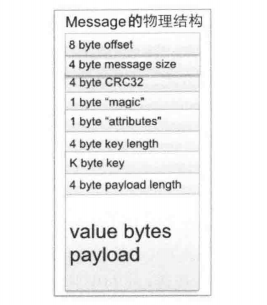 Message的物理结构
8 byte offset
4 byte message size
4 byte CRC32
1 byte "magic"
1 byte "attributes"
4 byte key length
K byte key
4 byte payload length
value bytes
payload